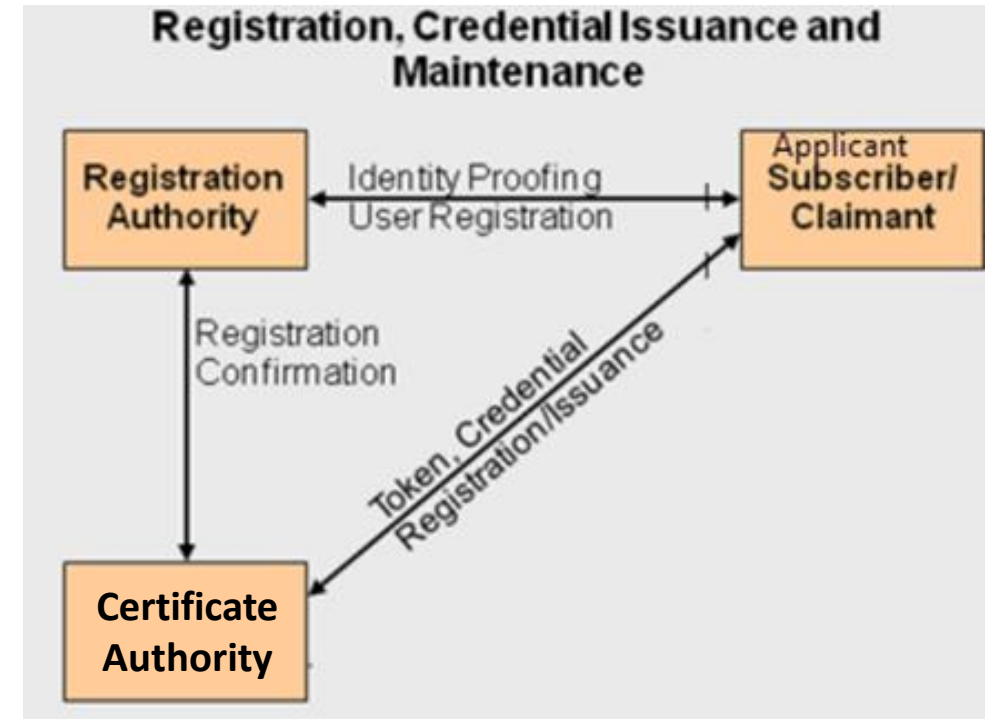 Registration, Credential Issuance and
Maintenance
Registration
Authority
Identity Proofing
User Registration
Applicant
Subscriber/
Claimant
Registration
Confirmation
Token, Credential
Registration/Issuance
Certificate
Authority